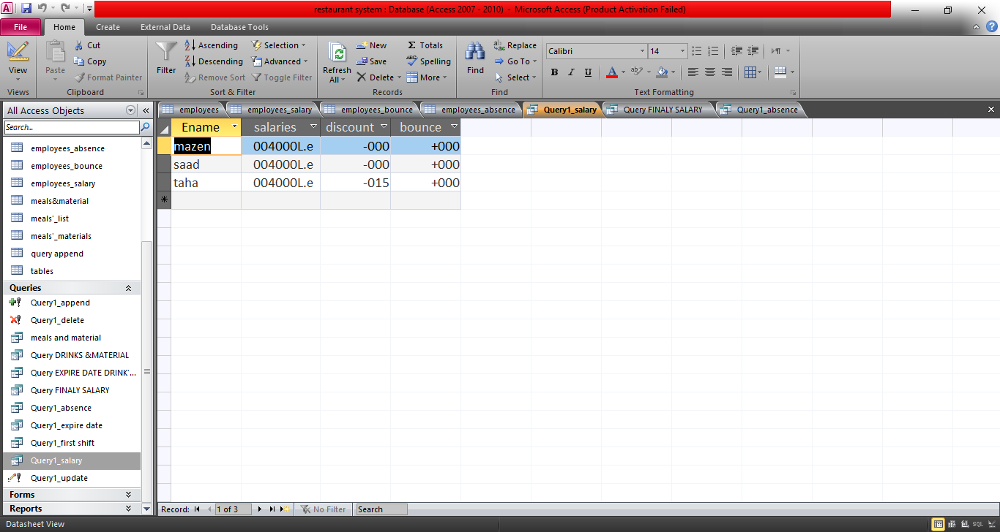 restaurant system : Database (Access 2007 - 2010) - Microsoft Access (Product Activation Failed)
File Home Create External Data Database Tools
View
Views
Paste
Cut
Copy
Format Painter
Clipboard
Filter
Ascending
Descending
Remove Sort
Selection
Advanced
Toggle Filter
Sort & Filter
Refresh All
New
Save
Delete
Totals
Spelling
More
Records
Find
Replace
Go To
Select
Find
Calibri 14
B I U A ab
Text Formatting
All Access Objects
Search...
employees_absence
employees_bounce
employees_salary
meals&material
meals'_list
meals'_materials
query append
tables
Queries
Query1_append
Query1_delete
meals and material
Query DRINKS &MATERIAL
Query EXPIRE DATE DRINK'...
Query FINALY SALARY
Query1_absence
Query1_expire date
Query1_first shift
Query1_salary
Query1_update
Forms
Reports
employees employees_salary employees_bounce employees_absence Query1_salary Query FINALY SALARY Query1_absence
Ename salaries discount bounce
mazen 004000L.e -000 +000
saad 004000L.e -000 +000
taha 004000L.e -015 +000
Record: 1 of 3 No Filter Search
Datasheet View SQL